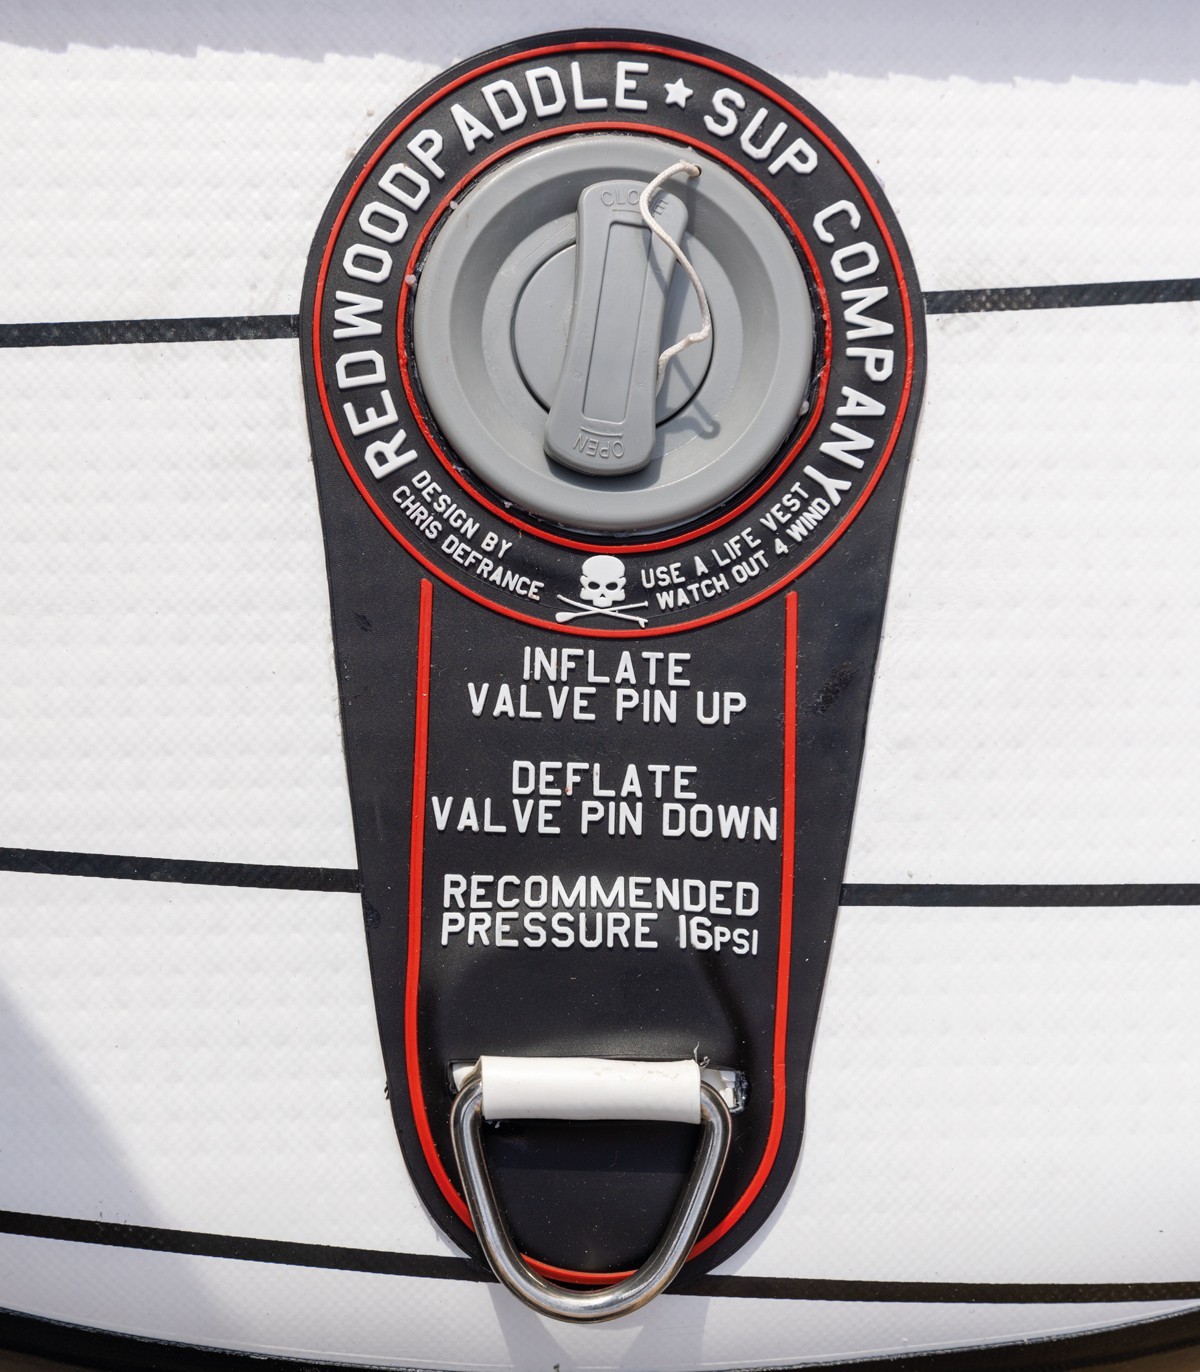 REDWOODPADDLE ★ SUP COMPANY
CLOSE
OPEN
DESIGN BY
CHRIS DEFRANCE
USE A LIFE VEST
WATCH OUT 4 WIND
INFLATE
VALVE PIN UP
DEFLATE
VALVE PIN DOWN
RECOMMENDED
PRESSURE 16PSI